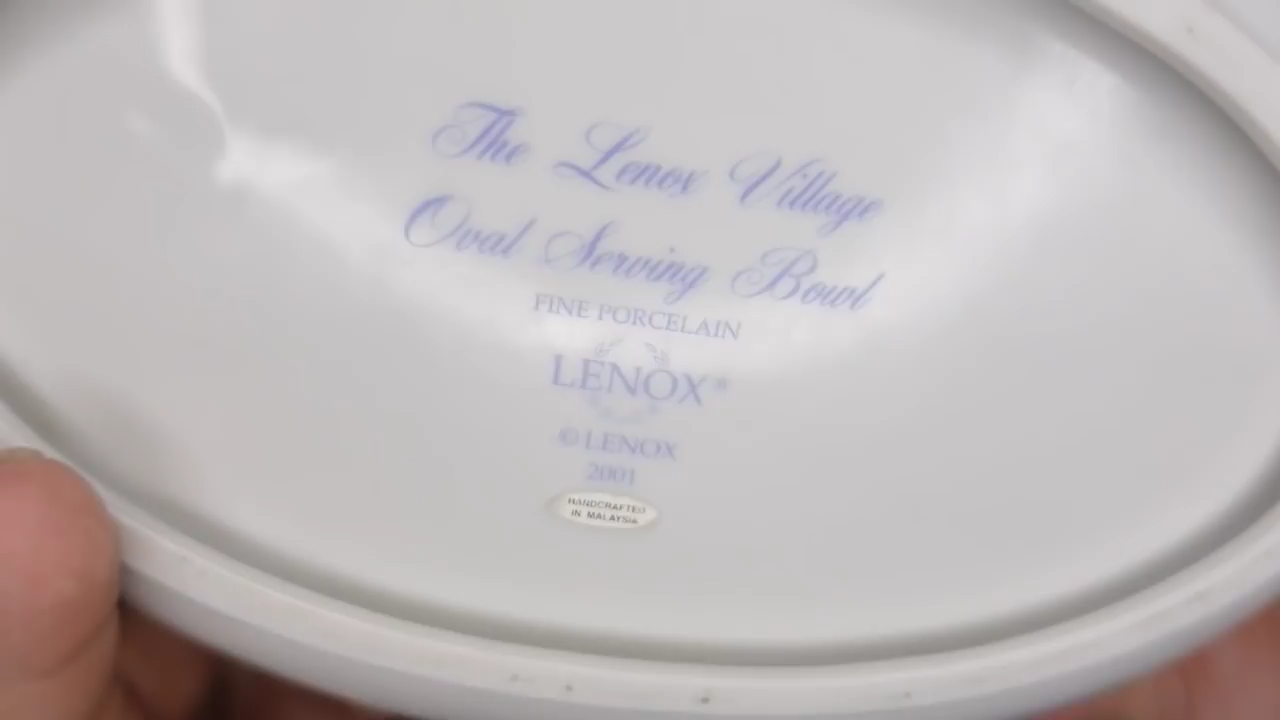 The Lenox Village
Oval Serving Bowl
FINE PORCELAIN
LENOX®
© LENOX
2001
HANDCRAFTED
IN MALAYSIA